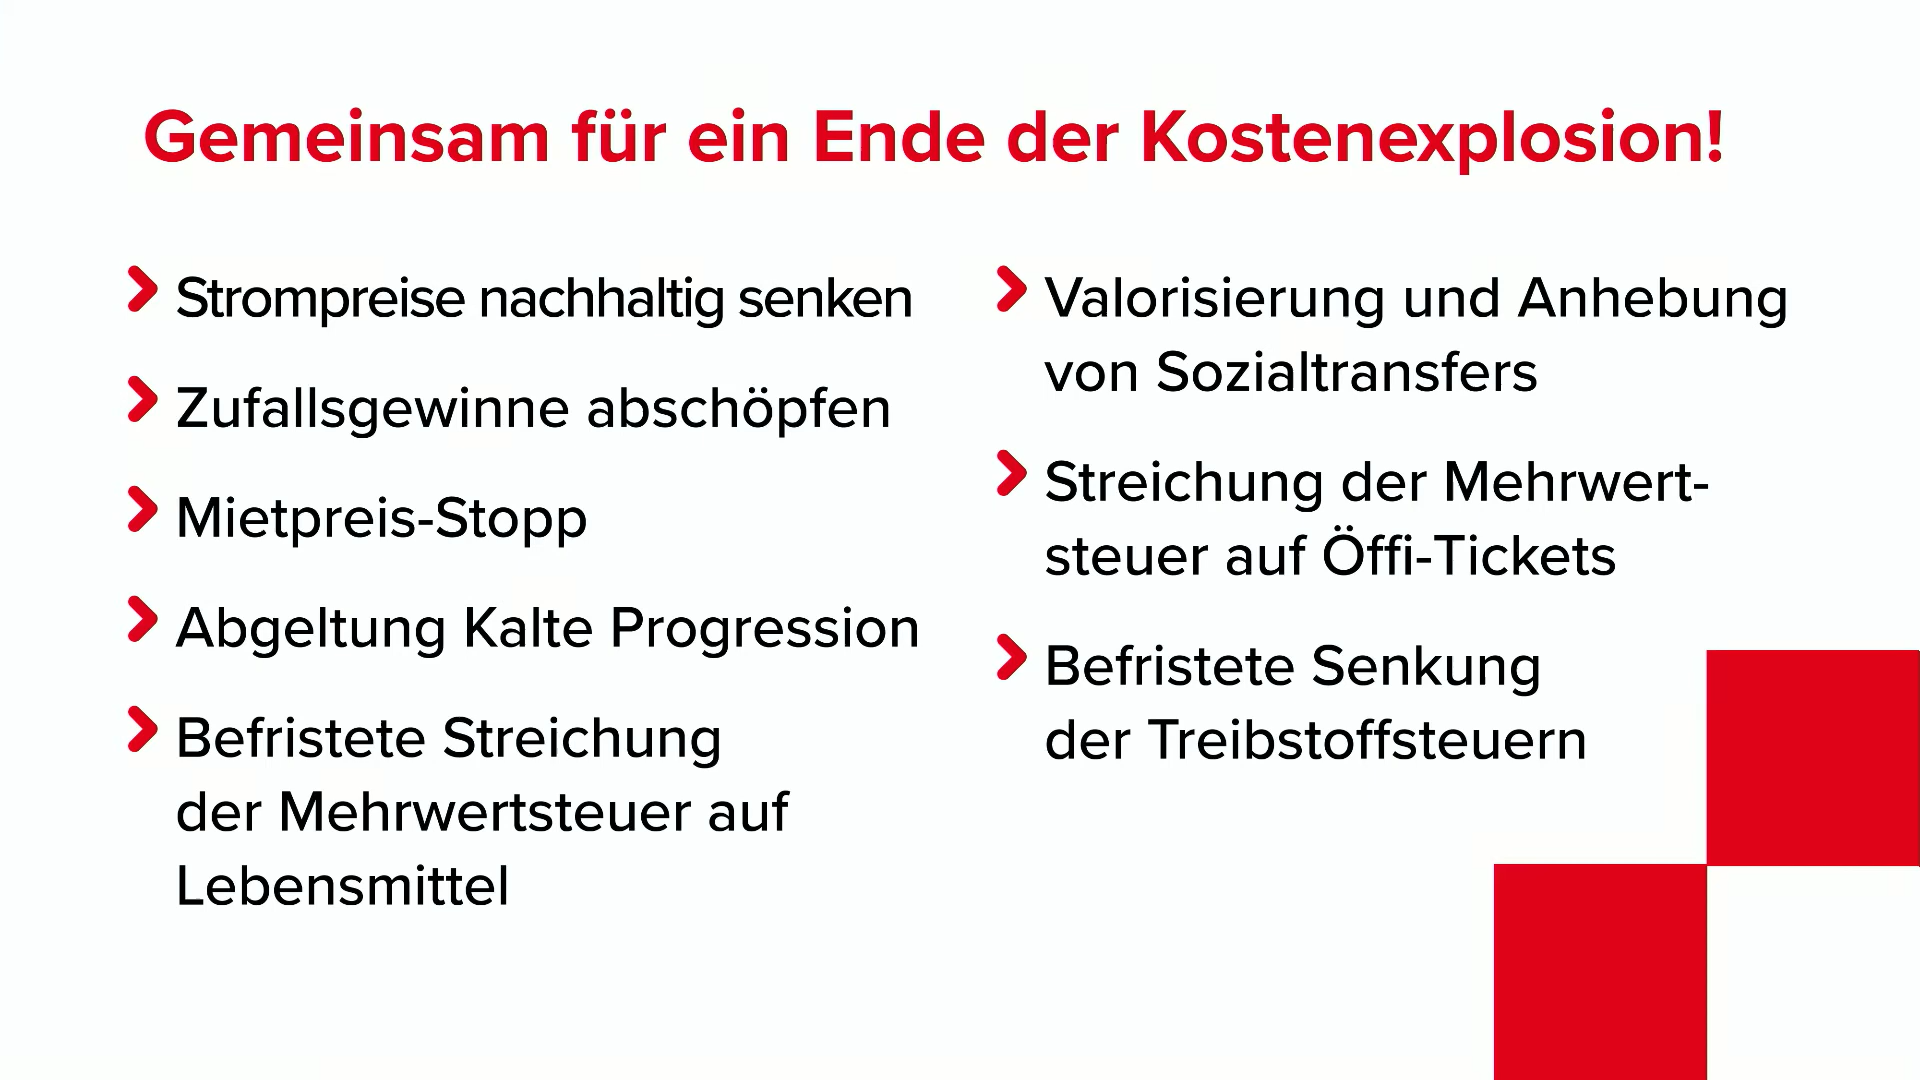 Gemeinsam für ein Ende der Kostenexplosion!
Strompreise nachhaltig senken
Zufallsgewinne abschöpfen
Mietpreis-Stopp
Abgeltung Kalte Progression
Befristete Streichung
der Mehrwertsteuer auf
Lebensmittel
Valorisierung und Anhebung
von Sozialtransfers
Streichung der Mehrwert-
steuer auf Öffi-Tickets
Befristete Senkung
der Treibstoffsteuern